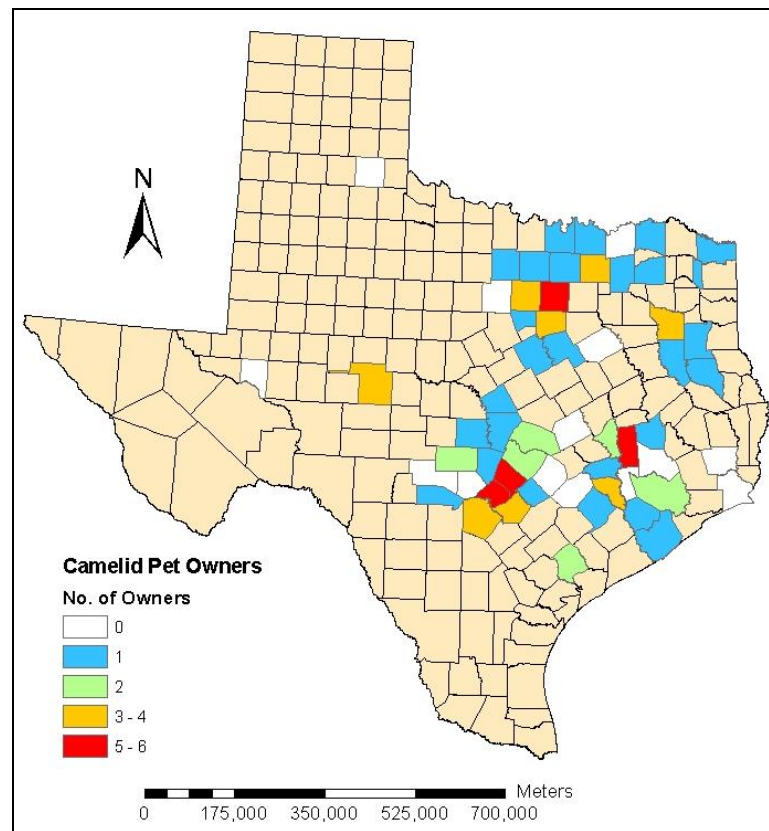 N
Camelid Pet Owners
No. of Owners
0
1
2
3 - 4
5 - 6
Meters
0 175,000 350,000 525,000 700,000